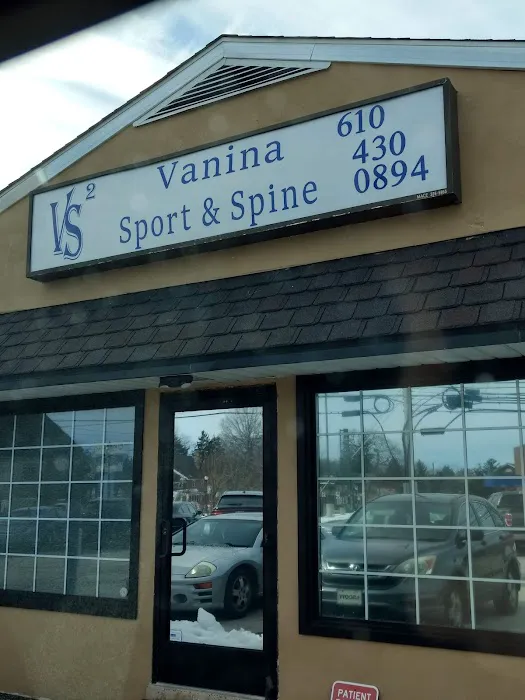 VS²
Vanina
Sport & Spine
610
430
0894
PATIENT